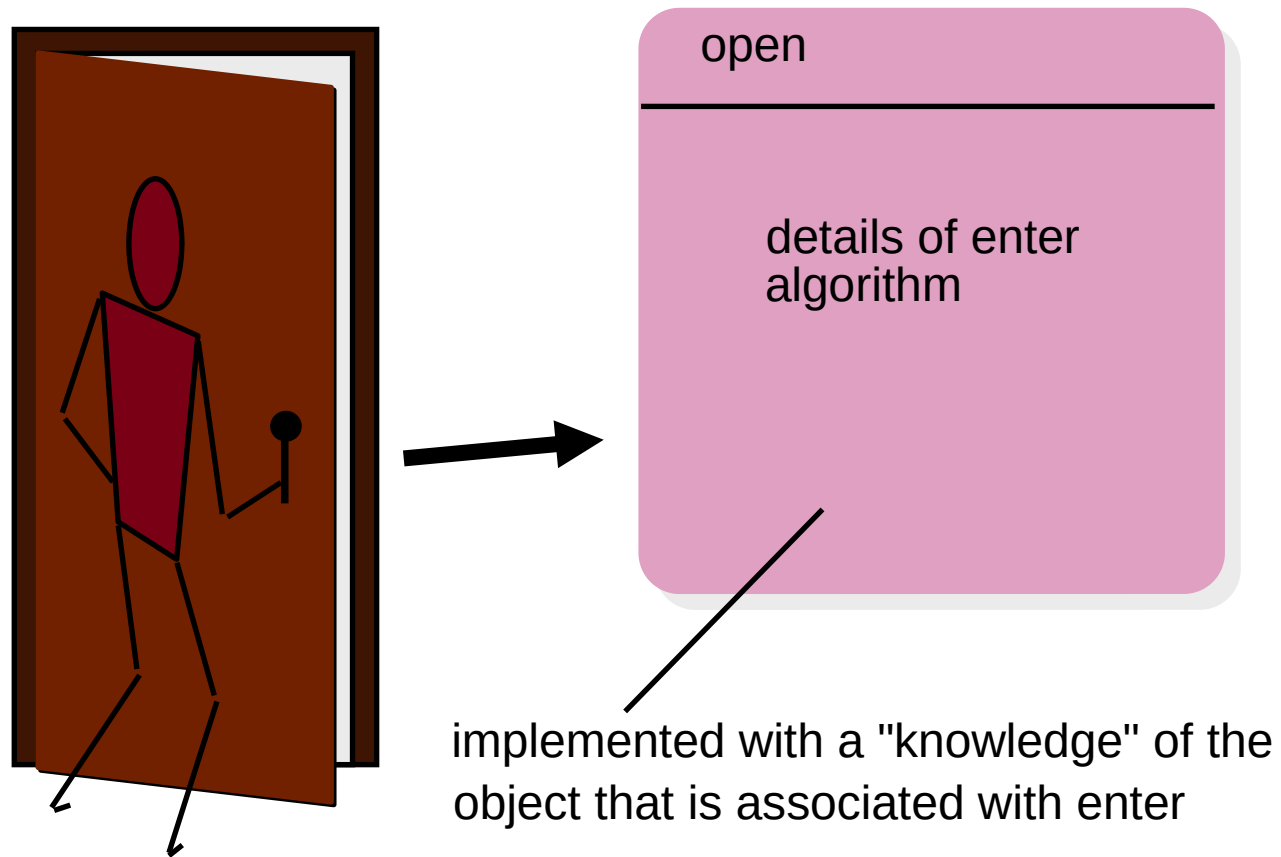 open
details of enter
algorithm
implemented with a "knowledge" of the
object that is associated with enter